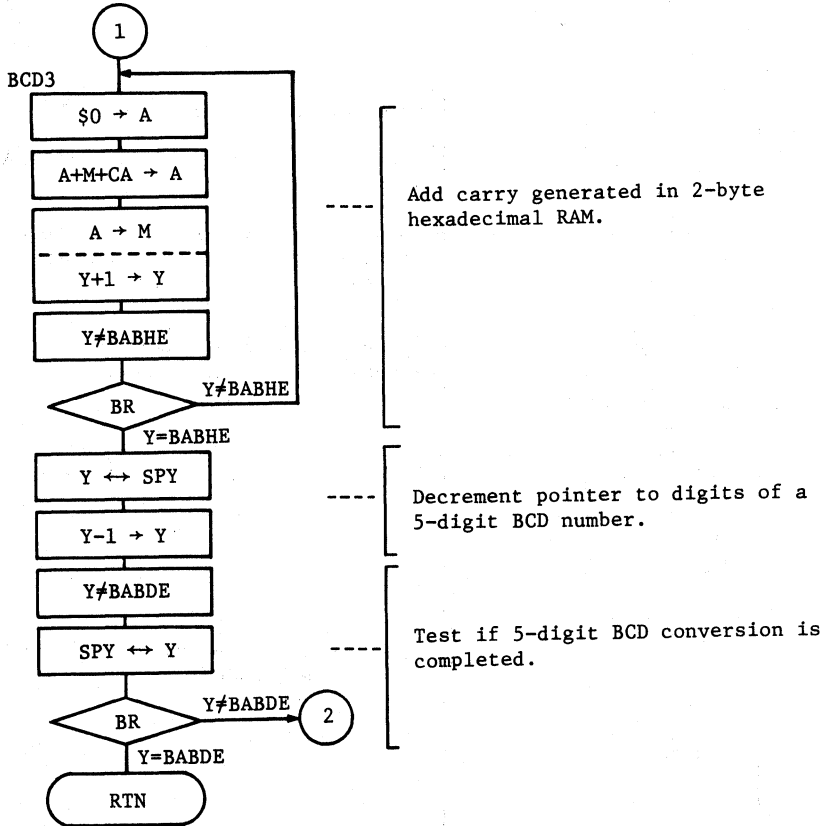 1
BCD3
$0 → A
A+M+CA → A
Add carry generated in 2-byte
hexadecimal RAM.
A → M
Y+1 → Y
Y≠BABHE
Y≠BABHE
BR
Y=BABHE
Y ↔ SPY
Decrement pointer to digits of a
5-digit BCD number.
Y-1 → Y
Y≠BABDE
Test if 5-digit BCD conversion is
completed.
SPY ↔ Y
Y≠BABDE
BR
2
Y=BABDE
RTN